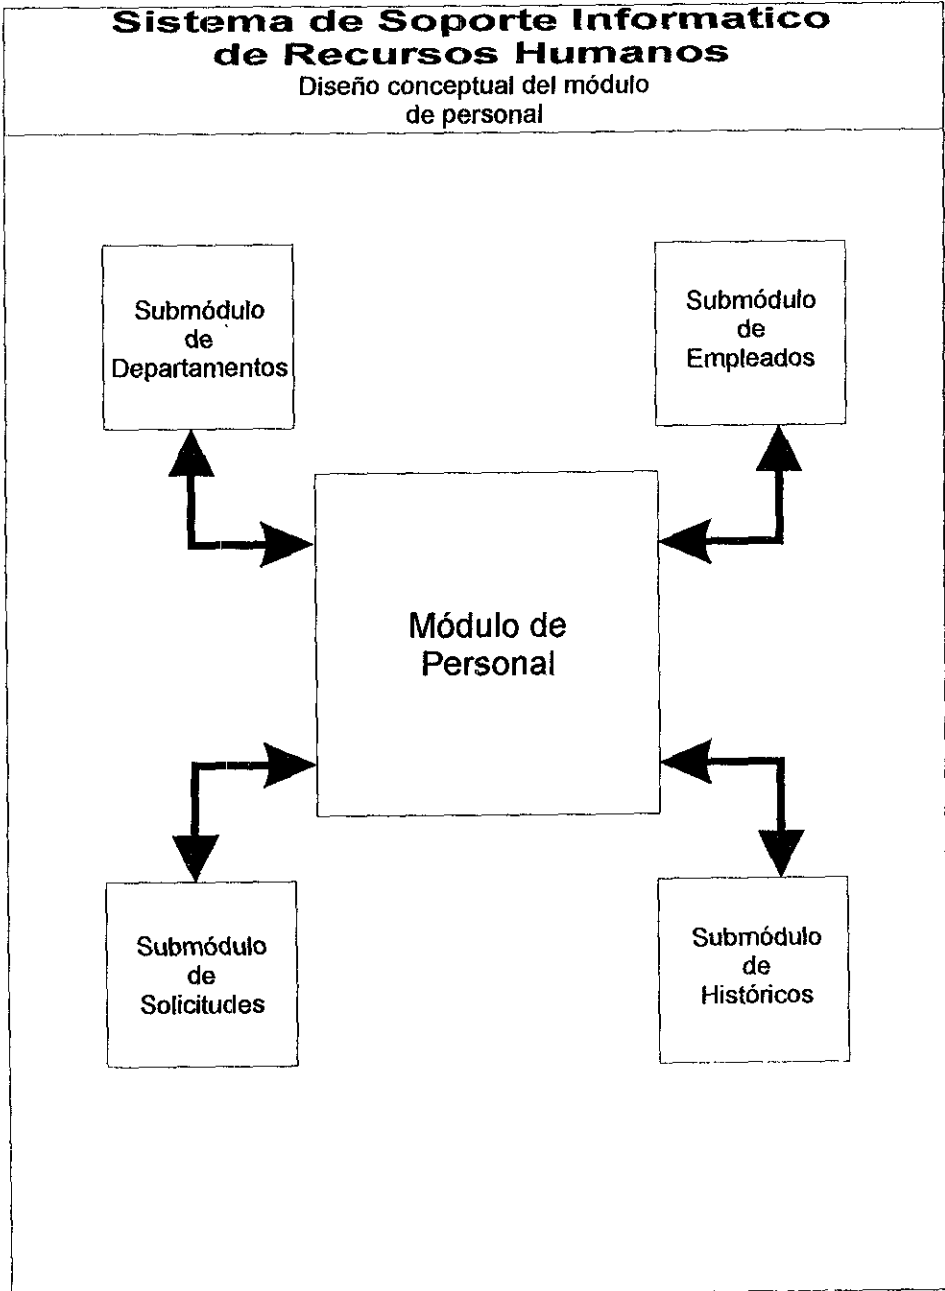 Sistema de Soporte Informatico
de Recursos Humanos
Diseño conceptual del módulo
de personal
Submódulo
de
Departamentos
Submódulo
de
Empleados
Módulo de
Personal
Submódulo
de
Solicitudes
Submódulo
de
Históricos